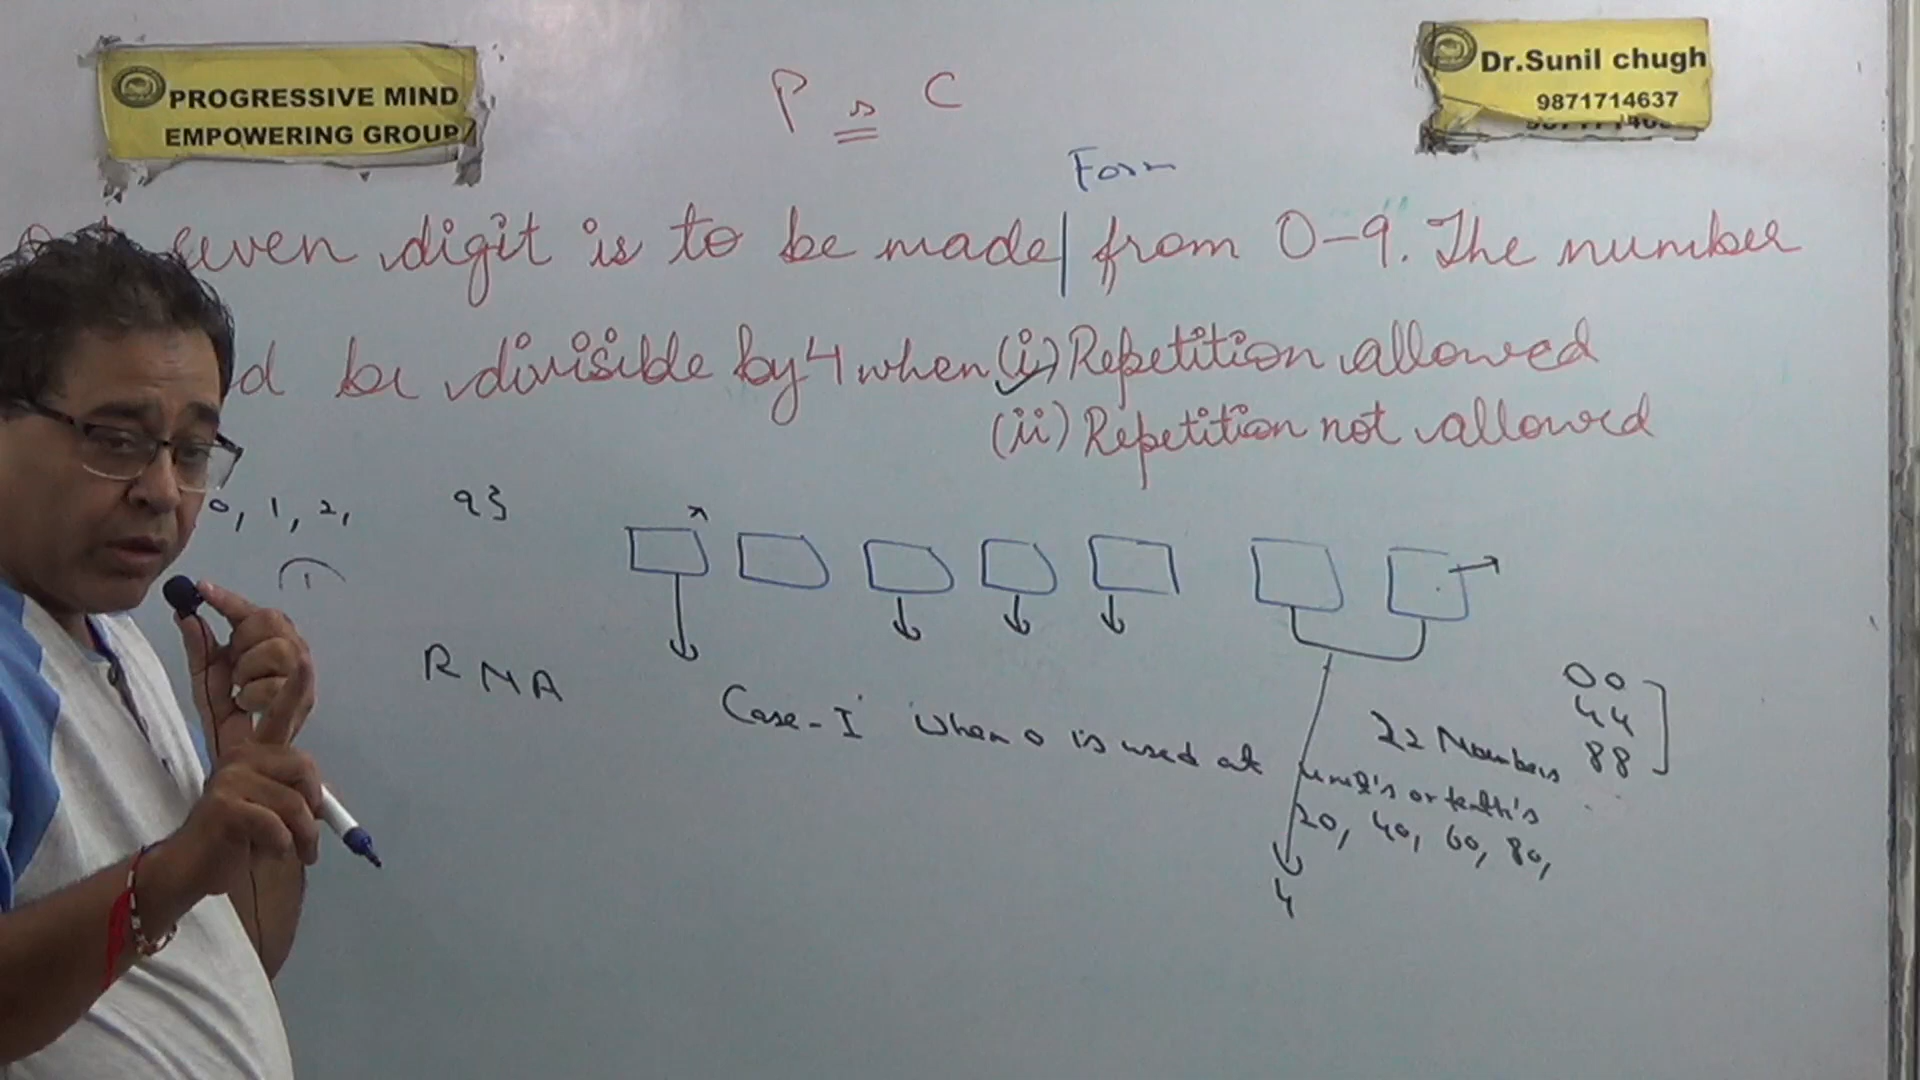 PROGRESSIVE MIND
EMPOWERING GROUP
Dr.Sunil chugh
9871714637
P n C
Form
seven digit is to be made from 0-9. The number
d be divisible by 4 when (i) Repetition allowed
(ii) Repetition not allowed
0, 1, 2, 9}
RNA
Case-I when 0 is used at unit's or tenth's
22 Numbers
00
44
88
20, 40, 60, 80,
4